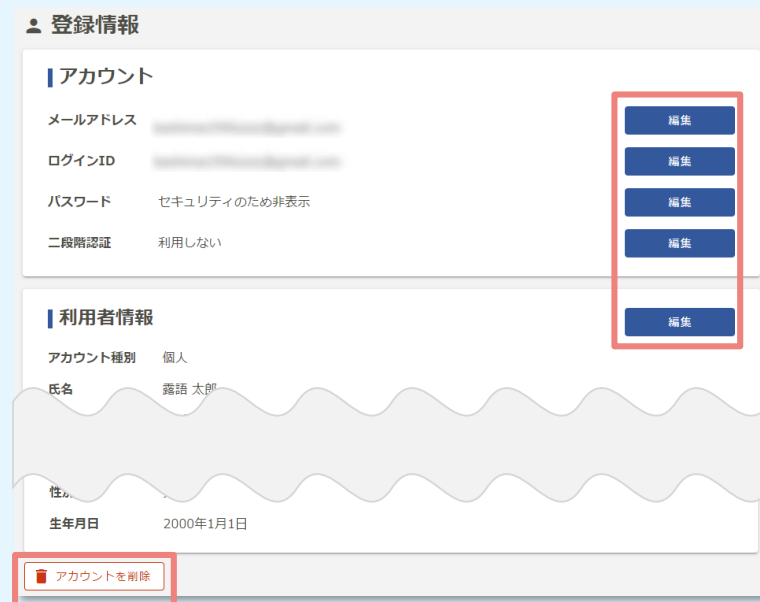 登録情報
アカウント
メールアドレス 編集
ログインID 編集
パスワード セキュリティのため非表示 編集
二段階認証 利用しない 編集
利用者情報 編集
アカウント種別 個人
氏名 露語 太郎
生年月日 2000年1月1日
アカウントを削除